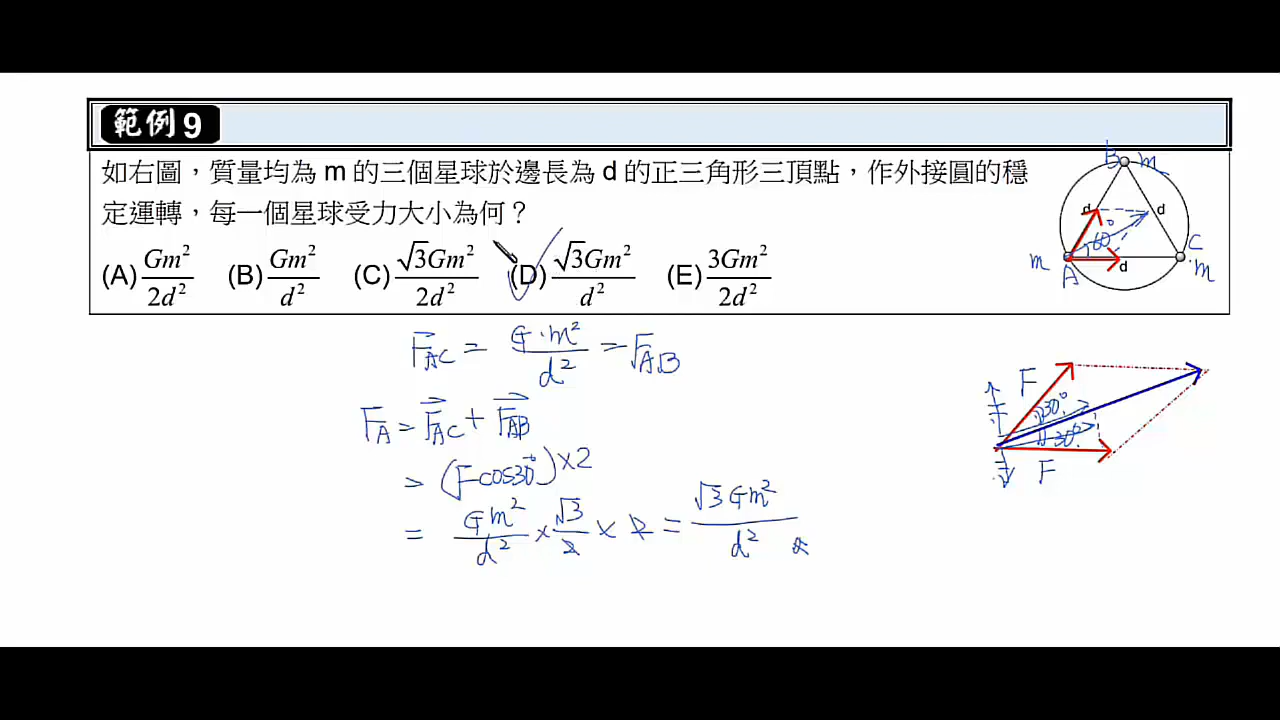 範例 9
如右圖，質量均為 m 的三個星球於邊長為 d 的正三角形三頂點，作外接圓的穩
定運轉，每一個星球受力大小為何？
(A) Gm²/2d² (B) Gm²/d² (C) √3Gm²/2d² (D) √3Gm²/d² (E) 3Gm²/2d²
B m
d d
60°
C
m A d m
F_AC = G·m²/d² = F_AB
F_A = F_AC + F_AB
= (F cos30°) × 2
= Gm²/d² × √3/2 × 2 = √3Gm²/d²
F
30°
30°
F